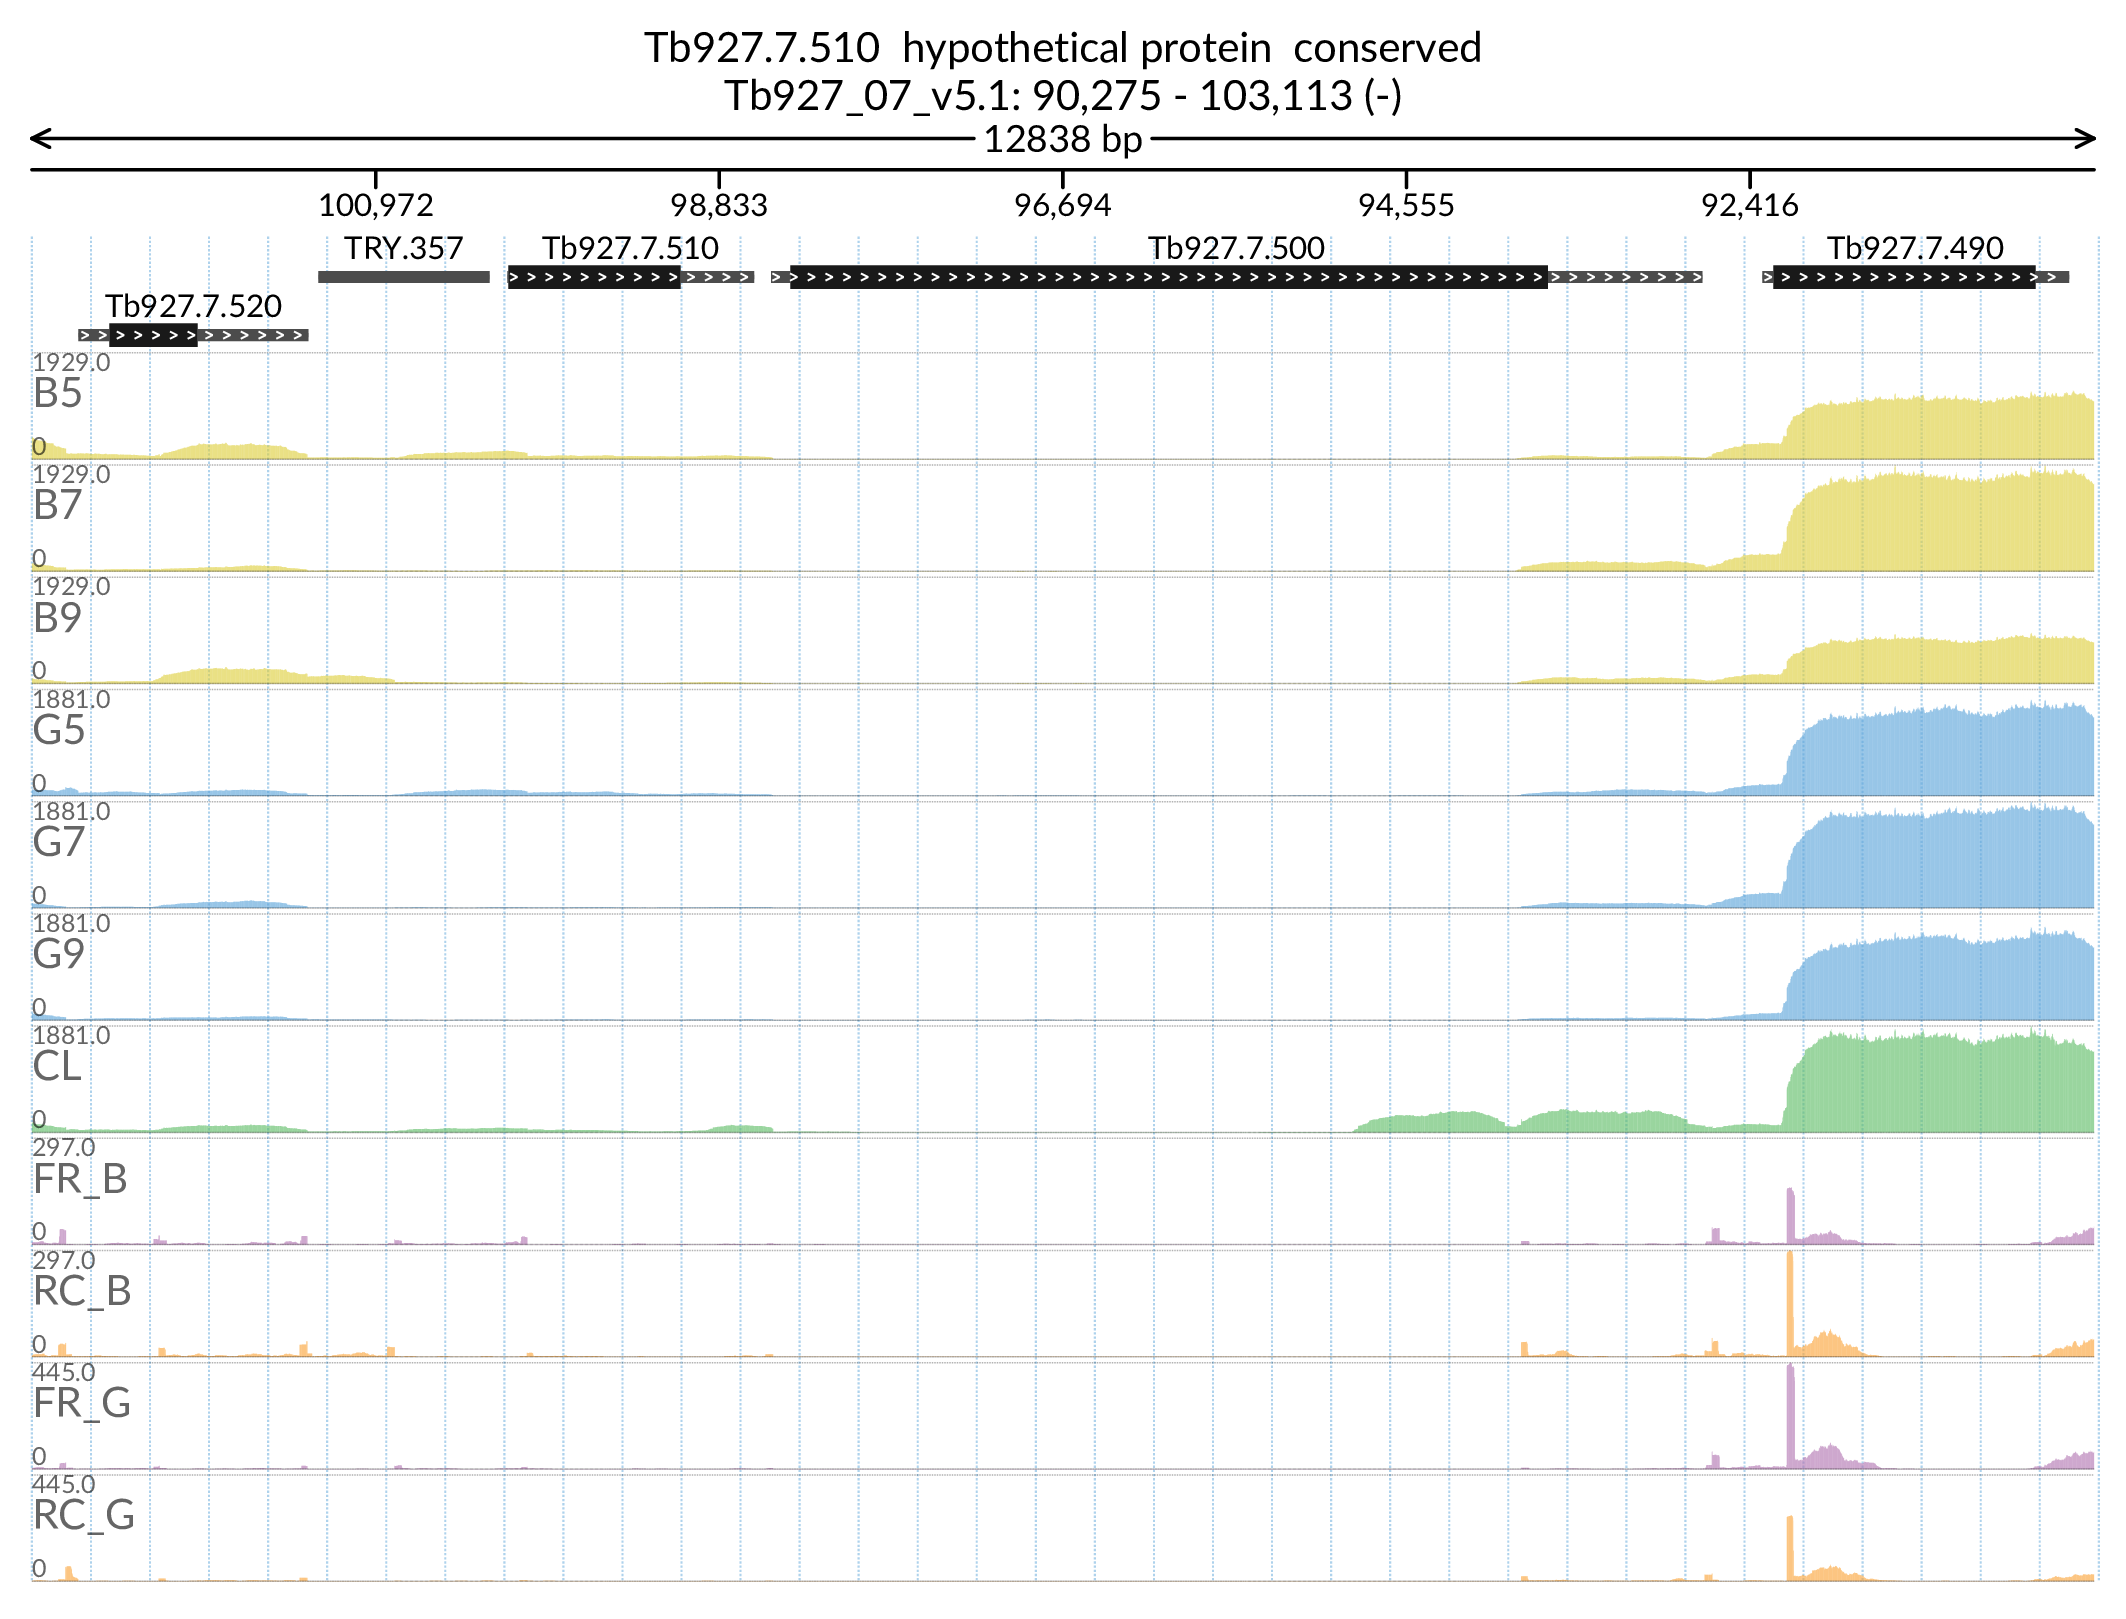 Tb927.7.510  hypothetical protein  conserved
Tb927_07_v5.1: 90,275 - 103,113 (-)
12838 bp
100,972 98,833 96,694 94,555 92,416
TRY.357 Tb927.7.510 Tb927.7.500 Tb927.7.490
Tb927.7.520
1929.0
B5
0
1929.0
B7
0
1929.0
B9
0
1881.0
G5
0
1881.0
G7
0
1881.0
G9
0
1881.0
CL
0
297.0
FR_B
0
297.0
RC_B
0
445.0
FR_G
0
445.0
RC_G
0